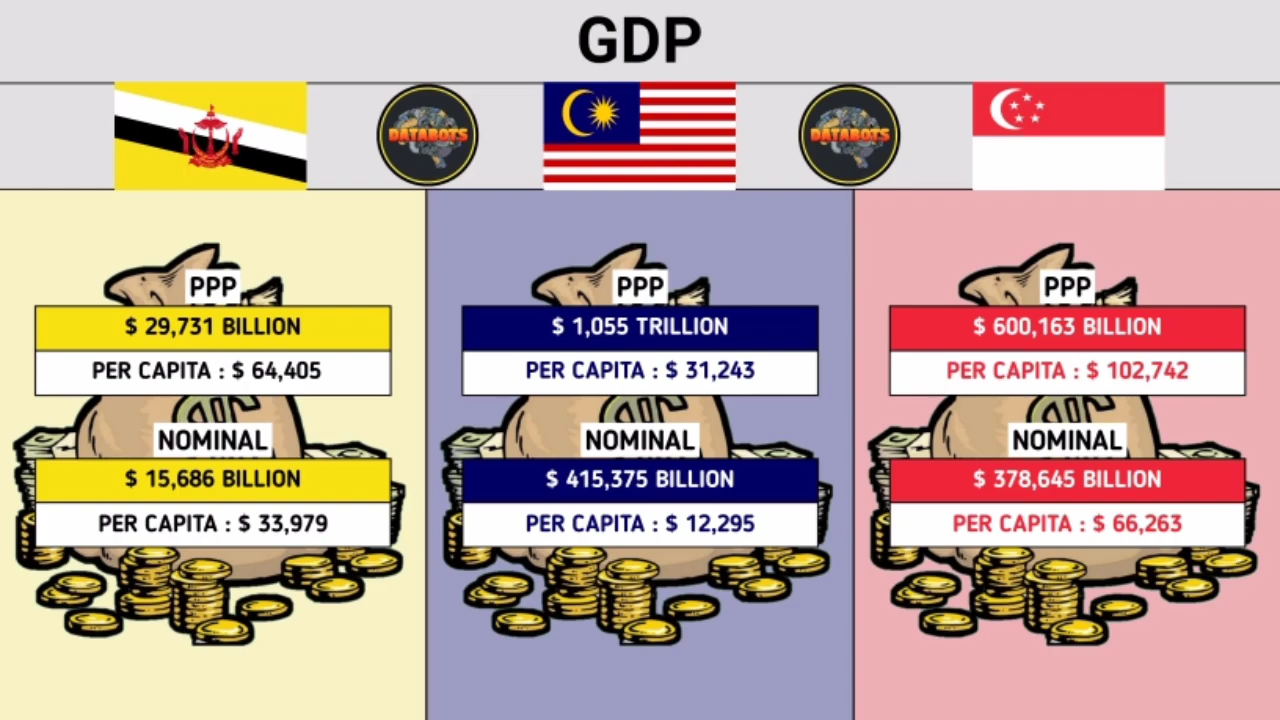 GDP
DATABOTS
DATABOTS
PPP
$ 29,731 BILLION
PER CAPITA : $ 64,405
NOMINAL
$ 15,686 BILLION
PER CAPITA : $ 33,979
PPP
$ 1,055 TRILLION
PER CAPITA : $ 31,243
NOMINAL
$ 415,375 BILLION
PER CAPITA : $ 12,295
PPP
$ 600,163 BILLION
PER CAPITA : $ 102,742
NOMINAL
$ 378,645 BILLION
PER CAPITA : $ 66,263